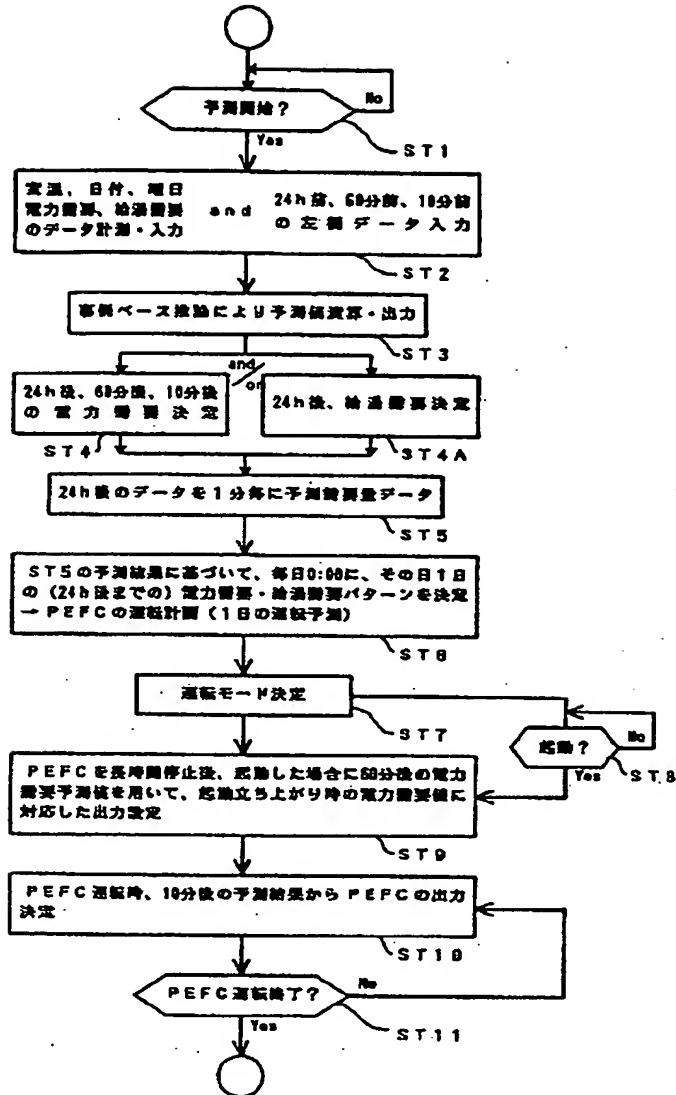 予測開始?
No
Yes
ST1
室温、日付、曜日
電力需要、給湯需要
のデータ計測・入力
and
24h前、60分前、10分前
の左側データ入力
ST2
事例ベース推論により予測値演算・出力
ST3
and/or
24h後、60分後、10分後
の電力需要決定
ST4
24h後、給湯需要決定
ST4A
24h後のデータを1分毎に予測需要量データ
ST5
ST5の予測結果に基づいて、毎日0:00に、その日1日
の(24h後までの)電力需要・給湯需要パターンを決定
→PEFCの運転計画(1日の運転予測)
ST6
運転モード決定
ST7
起動?
No
Yes
ST8
PEFCを長時間停止後、起動した場合に60分後の電力
需要予測値を用いて、起動立ち上がり時の電力需要値に
対応した出力設定
ST9
PEFC運転時、10分後の予測結果からPEFCの出力
決定
ST10
PEFC運転終了?
No
Yes
ST11